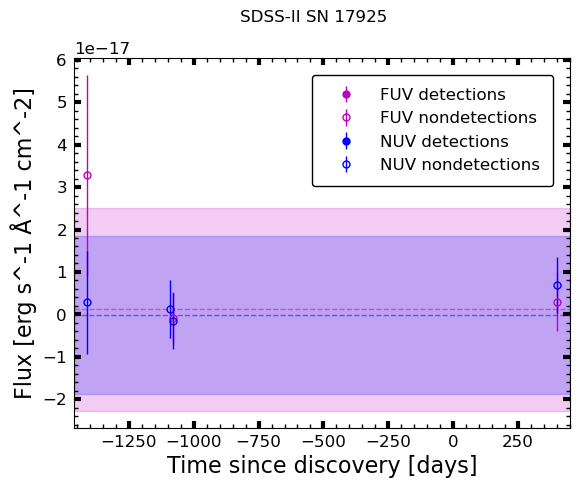 SDSS-II SN 17925
1e−17
6
5
4
3
2
1
0
−1
−2
Flux [erg s^-1 Å^-1 cm^-2]
FUV detections
FUV nondetections
NUV detections
NUV nondetections
−1250 −1000 −750 −500 −250 0 250
Time since discovery [days]